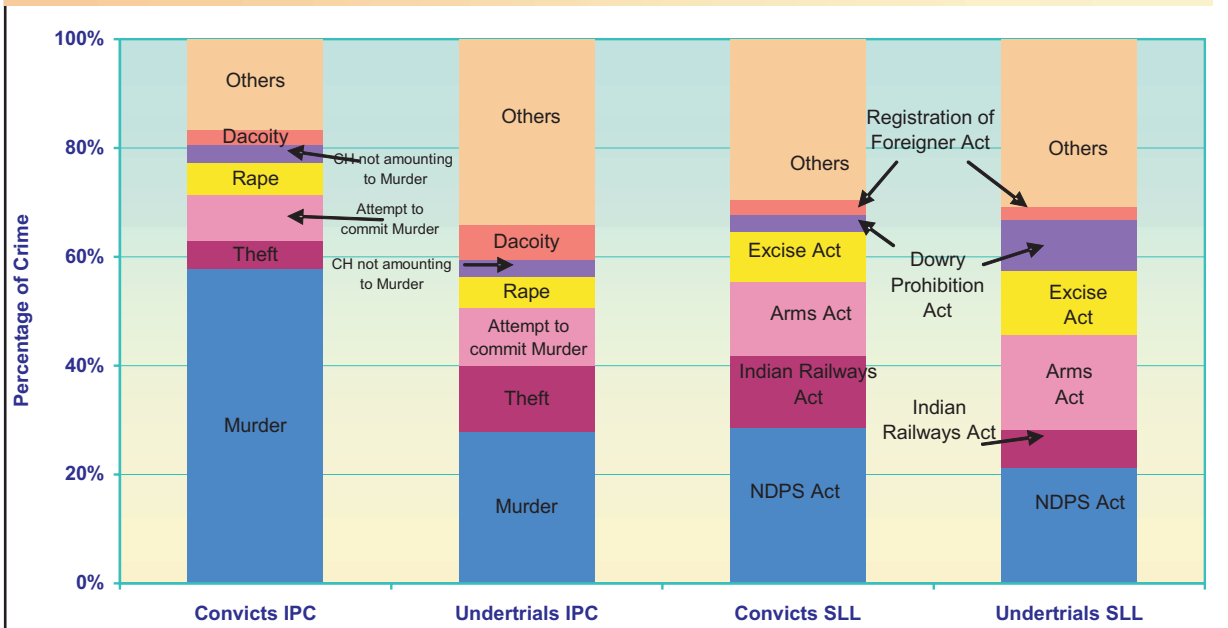 100%
80%
60%
40%
20%
0%
Percentage of Crime
Others
Dacoity
CH not amounting
to Murder
Rape
Attempt to
commit Murder
Theft
Murder
Others
Dacoity
CH not amounting
to Murder
Rape
Attempt to
commit Murder
Theft
Murder
Others
Registration of
Foreigner Act
Excise Act
Dowry
Prohibition
Act
Arms Act
Indian Railways
Act
NDPS Act
Others
Excise
Act
Arms
Act
Indian
Railways Act
NDPS Act
Convicts IPC
Undertrials IPC
Convicts SLL
Undertrials SLL